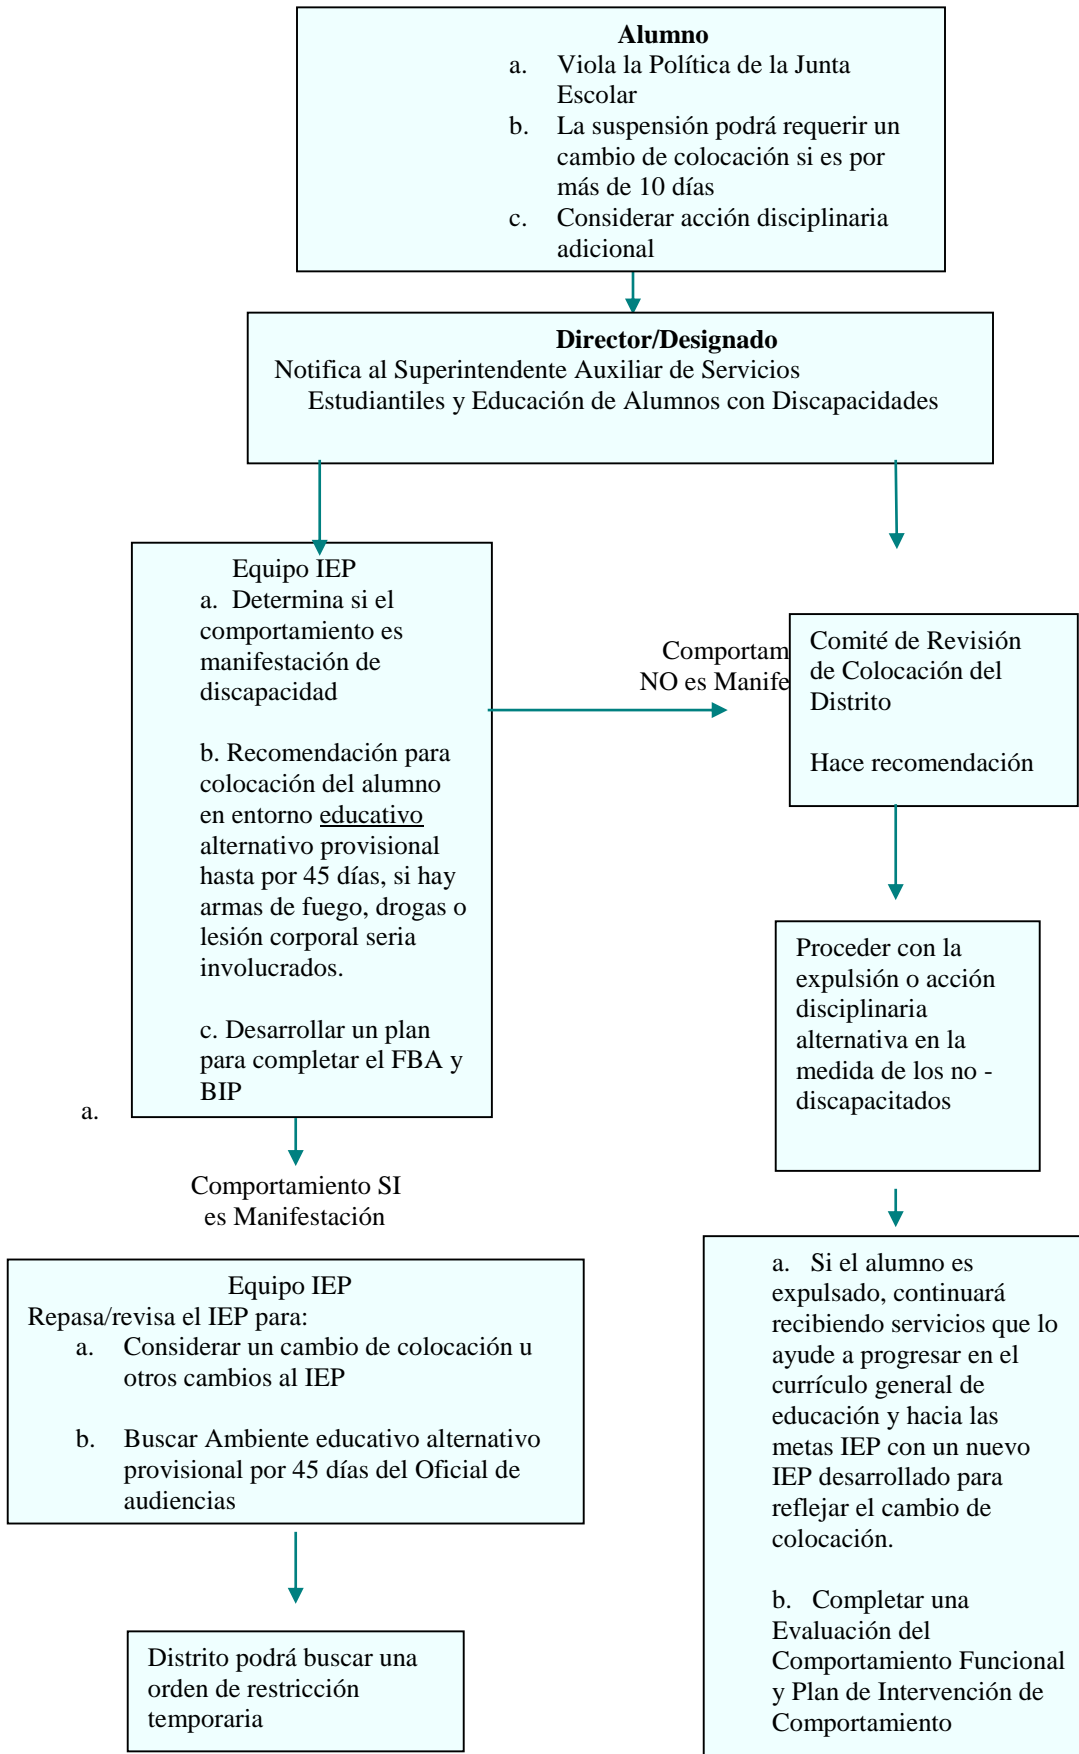 Alumno
a. Viola la Política de la Junta
Escolar
b. La suspensión podrá requerir un
cambio de colocación si es por
más de 10 días
c. Considerar acción disciplinaria
adicional
Director/Designado
Notifica al Superintendente Auxiliar de Servicios
Estudiantiles y Educación de Alumnos con Discapacidades
Equipo IEP
a. Determina si el
comportamiento es
manifestación de
discapacidad
b. Recomendación para
colocación del alumno
en entorno educativo
alternativo provisional
hasta por 45 días, si hay
armas de fuego, drogas o
lesión corporal seria
involucrados.
c. Desarrollar un plan
para completar el FBA y
BIP
a.
Comportam
NO es Manife
Comité de Revisión
de Colocación del
Distrito
Hace recomendación
Proceder con la
expulsión o acción
disciplinaria
alternativa en la
medida de los no -
discapacitados
Comportamiento SI
es Manifestación
Equipo IEP
Repasa/revisa el IEP para:
a. Considerar un cambio de colocación u
otros cambios al IEP
b. Buscar Ambiente educativo alternativo
provisional por 45 días del Oficial de
audiencias
Distrito podrá buscar una
orden de restricción
temporaria
a. Si el alumno es
expulsado, continuará
recibiendo servicios que lo
ayude a progresar en el
currículo general de
educación y hacia las
metas IEP con un nuevo
IEP desarrollado para
reflejar el cambio de
colocación.
b. Completar una
Evaluación del
Comportamiento Funcional
y Plan de Intervención de
Comportamiento